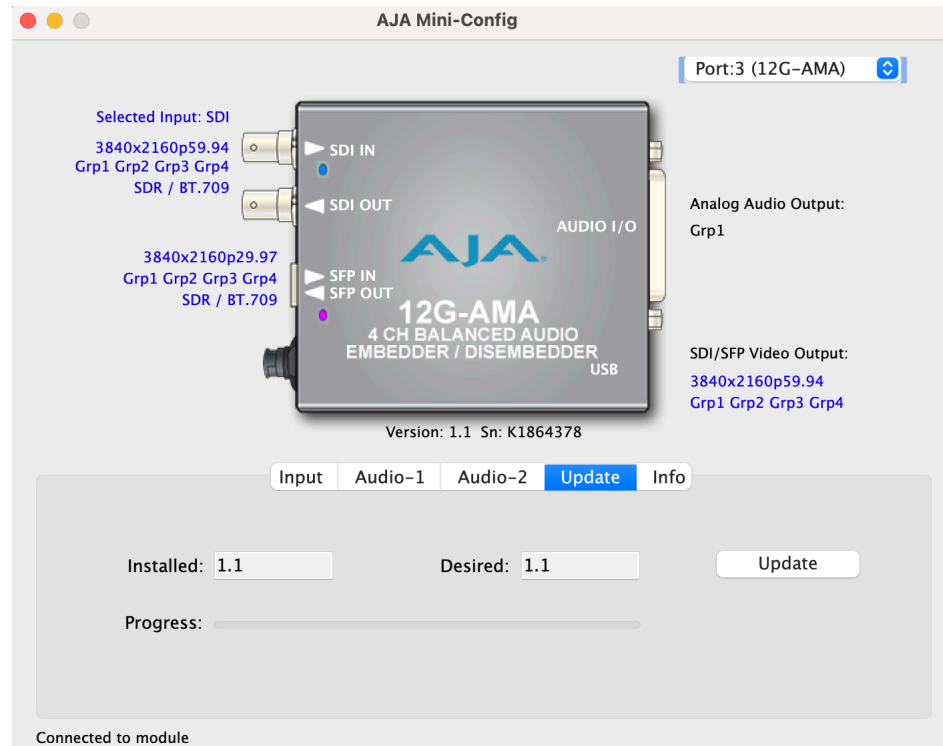 AJA Mini-Config
Port:3 (12G-AMA)
Selected Input: SDI
3840x2160p59.94
Grp1 Grp2 Grp3 Grp4
SDR / BT.709
3840x2160p29.97
Grp1 Grp2 Grp3 Grp4
SDR / BT.709
SDI IN
SDI OUT
AUDIO I/O
AJA
SFP IN
SFP OUT
12G-AMA
4 CH BALANCED AUDIO
EMBEDDER / DISEMBEDDER
USB
Analog Audio Output:
Grp1
SDI/SFP Video Output:
3840x2160p59.94
Grp1 Grp2 Grp3 Grp4
Version: 1.1 Sn: K1864378
Input Audio-1 Audio-2 Update Info
Installed: 1.1 Desired: 1.1 Update
Progress:
Connected to module